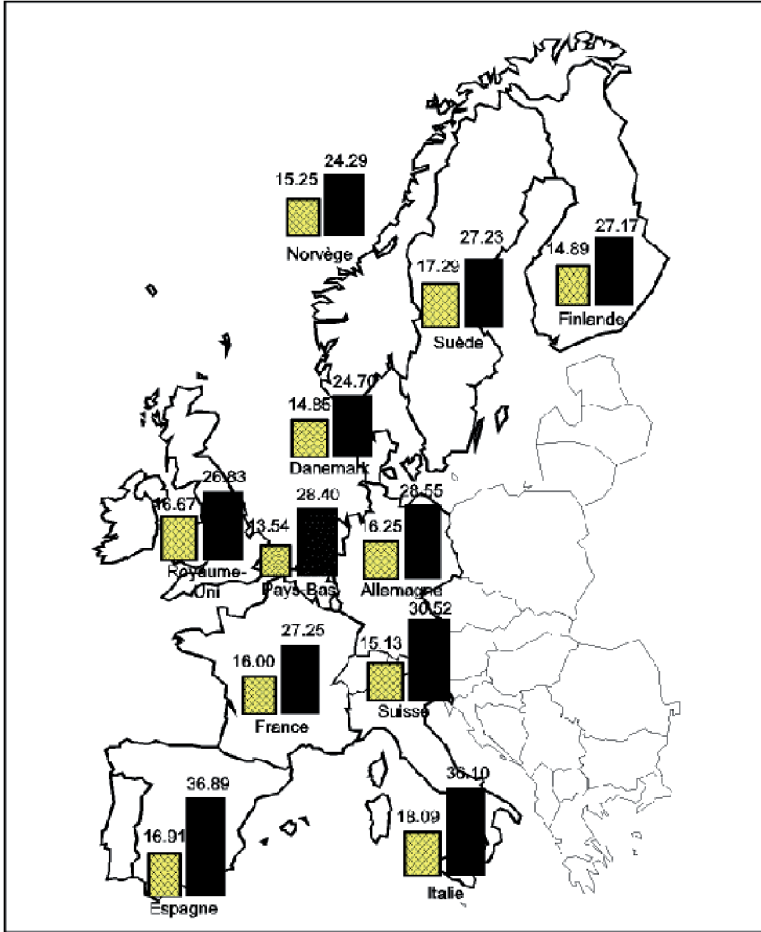 24.29
15.25
Norvège
27.23
17.29
Suède
27.17
14.89
Finlande
24.70
14.85
Danemark
26.83
16.67
Royaume-
Uni
28.40
13.54
Pays-Bas
28.55
16.25
Allemagne
30.52
15.13
Suisse
27.25
16.00
France
36.89
16.91
Espagne
36.10
18.09
Italie